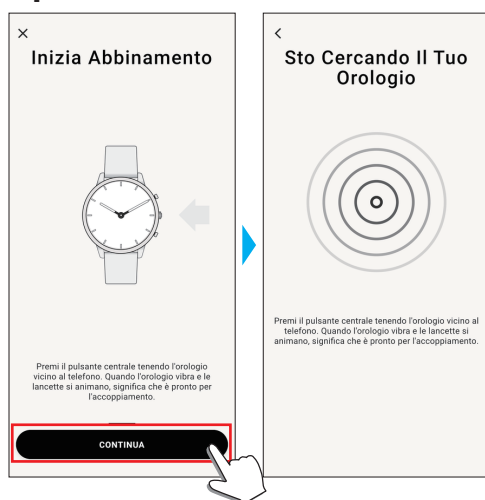 Inizia Abbinamento
Premi il pulsante centrale tenendo l'orologio
vicino al telefono. Quando l'orologio vibra e le
lancette si animano, significa che è pronto per
l'accoppiamento.
CONTINUA
Sto Cercando Il Tuo
Orologio
Premi il pulsante centrale tenendo l'orologio vicino al
telefono. Quando l'orologio vibra e le lancette si
animano, significa che è pronto per l'accoppiamento.